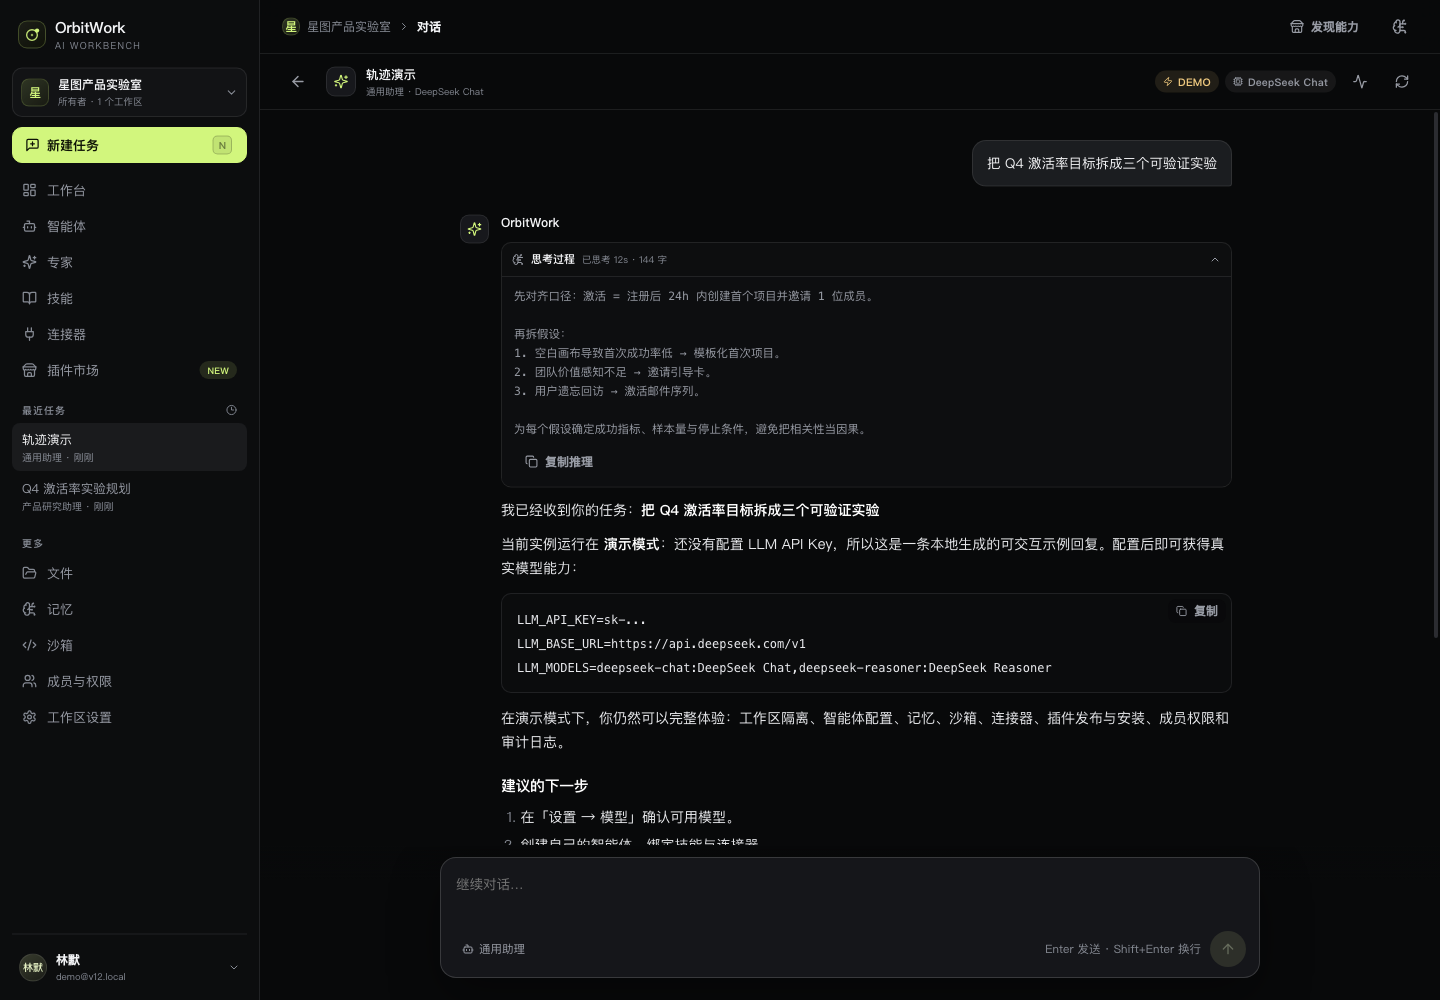 OrbitWork
AI WORKBENCH
星
星图产品实验室
所有者 · 1 个工作区
新建任务
N
工作台
智能体
专家
技能
连接器
插件市场
NEW
最近任务
轨迹演示
通用助理 · 刚刚
Q4 激活率实验规划
产品研究助理 · 刚刚
更多
文件
记忆
沙箱
成员与权限
工作区设置
林默
林默
demo@v12.local
星
星图产品实验室
对话
发现能力
轨迹演示
通用助理 · DeepSeek Chat
DEMO
DeepSeek Chat
把 Q4 激活率目标拆成三个可验证实验
OrbitWork
思考过程 已思考 12s · 144 字
先对齐口径：激活 = 注册后 24h 内创建首个项目并邀请 1 位成员。
再拆假设：
1. 空白画布导致首次成功率低 → 模板化首次项目。
2. 团队价值感知不足 → 邀请引导卡。
3. 用户遗忘回访 → 激活邮件序列。
为每个假设确定成功指标、样本量与停止条件，避免把相关性当因果。
复制推理
我已经收到你的任务：把 Q4 激活率目标拆成三个可验证实验
当前实例运行在 演示模式：还没有配置 LLM API Key，所以这是一条本地生成的可交互示例回复。配置后即可获得真
实模型能力：
复制
LLM_API_KEY=sk-...
LLM_BASE_URL=https://api.deepseek.com/v1
LLM_MODELS=deepseek-chat:DeepSeek Chat,deepseek-reasoner:DeepSeek Reasoner
在演示模式下，你仍然可以完整体验：工作区隔离、智能体配置、记忆、沙箱、连接器、插件发布与安装、成员权限和
审计日志。
建议的下一步
1. 在「设置 → 模型」确认可用模型。
2. 创建自己的智能体，绑定技能与连接器
继续对话...
通用助理
Enter 发送 · Shift+Enter 换行